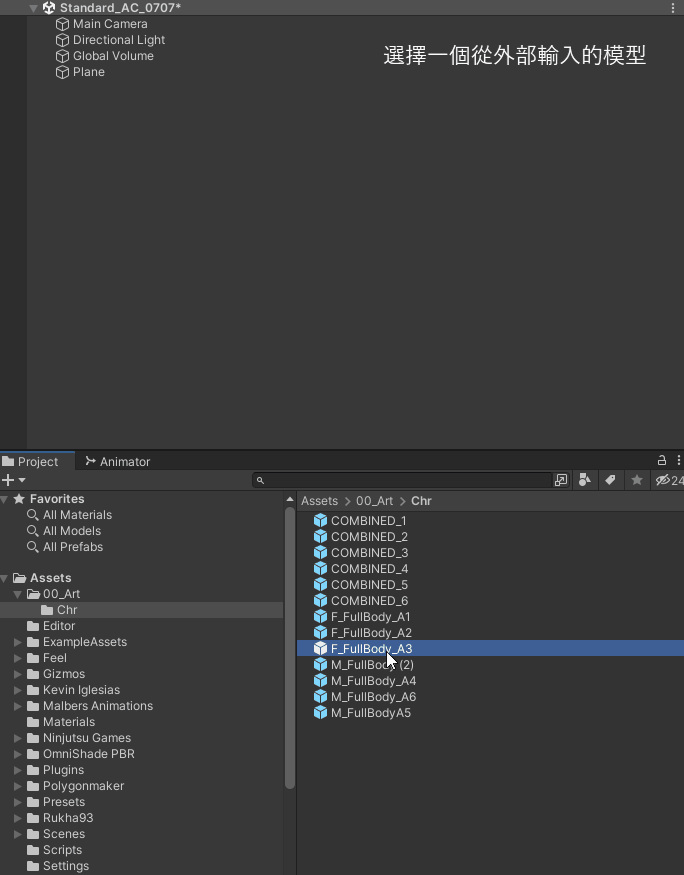 Standard_AC_0707*
Main Camera
Directional Light
Global Volume
Plane
選擇一個從外部輸入的模型
Project
Animator
24
Favorites
All Materials
All Models
All Prefabs
Assets
00_Art
Chr
Editor
ExampleAssets
Feel
Gizmos
Kevin Iglesias
Malbers Animations
Materials
Ninjutsu Games
OmniShade PBR
Plugins
Polygonmaker
Presets
Rukha93
Scenes
Scripts
Settings
Assets > 00_Art > Chr
COMBINED_1
COMBINED_2
COMBINED_3
COMBINED_4
COMBINED_5
COMBINED_6
F_FullBody_A1
F_FullBody_A2
F_FullBody_A3
M_FullBody (2)
M_FullBody_A4
M_FullBody_A6
M_FullBodyA5